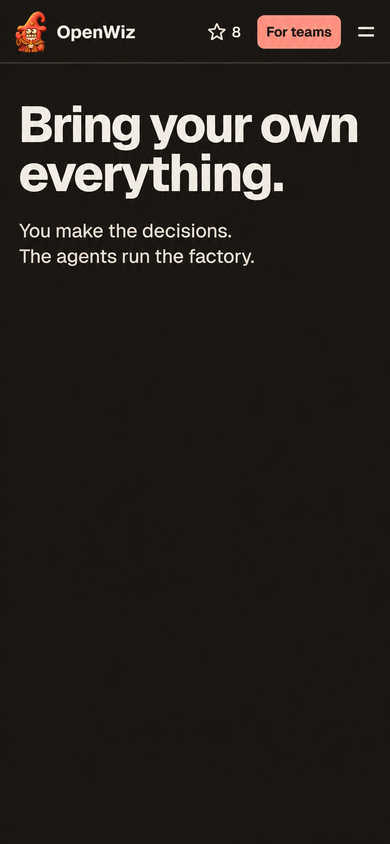 OpenWiz
8
For teams
Bring your own
everything.
You make the decisions.
The agents run the factory.